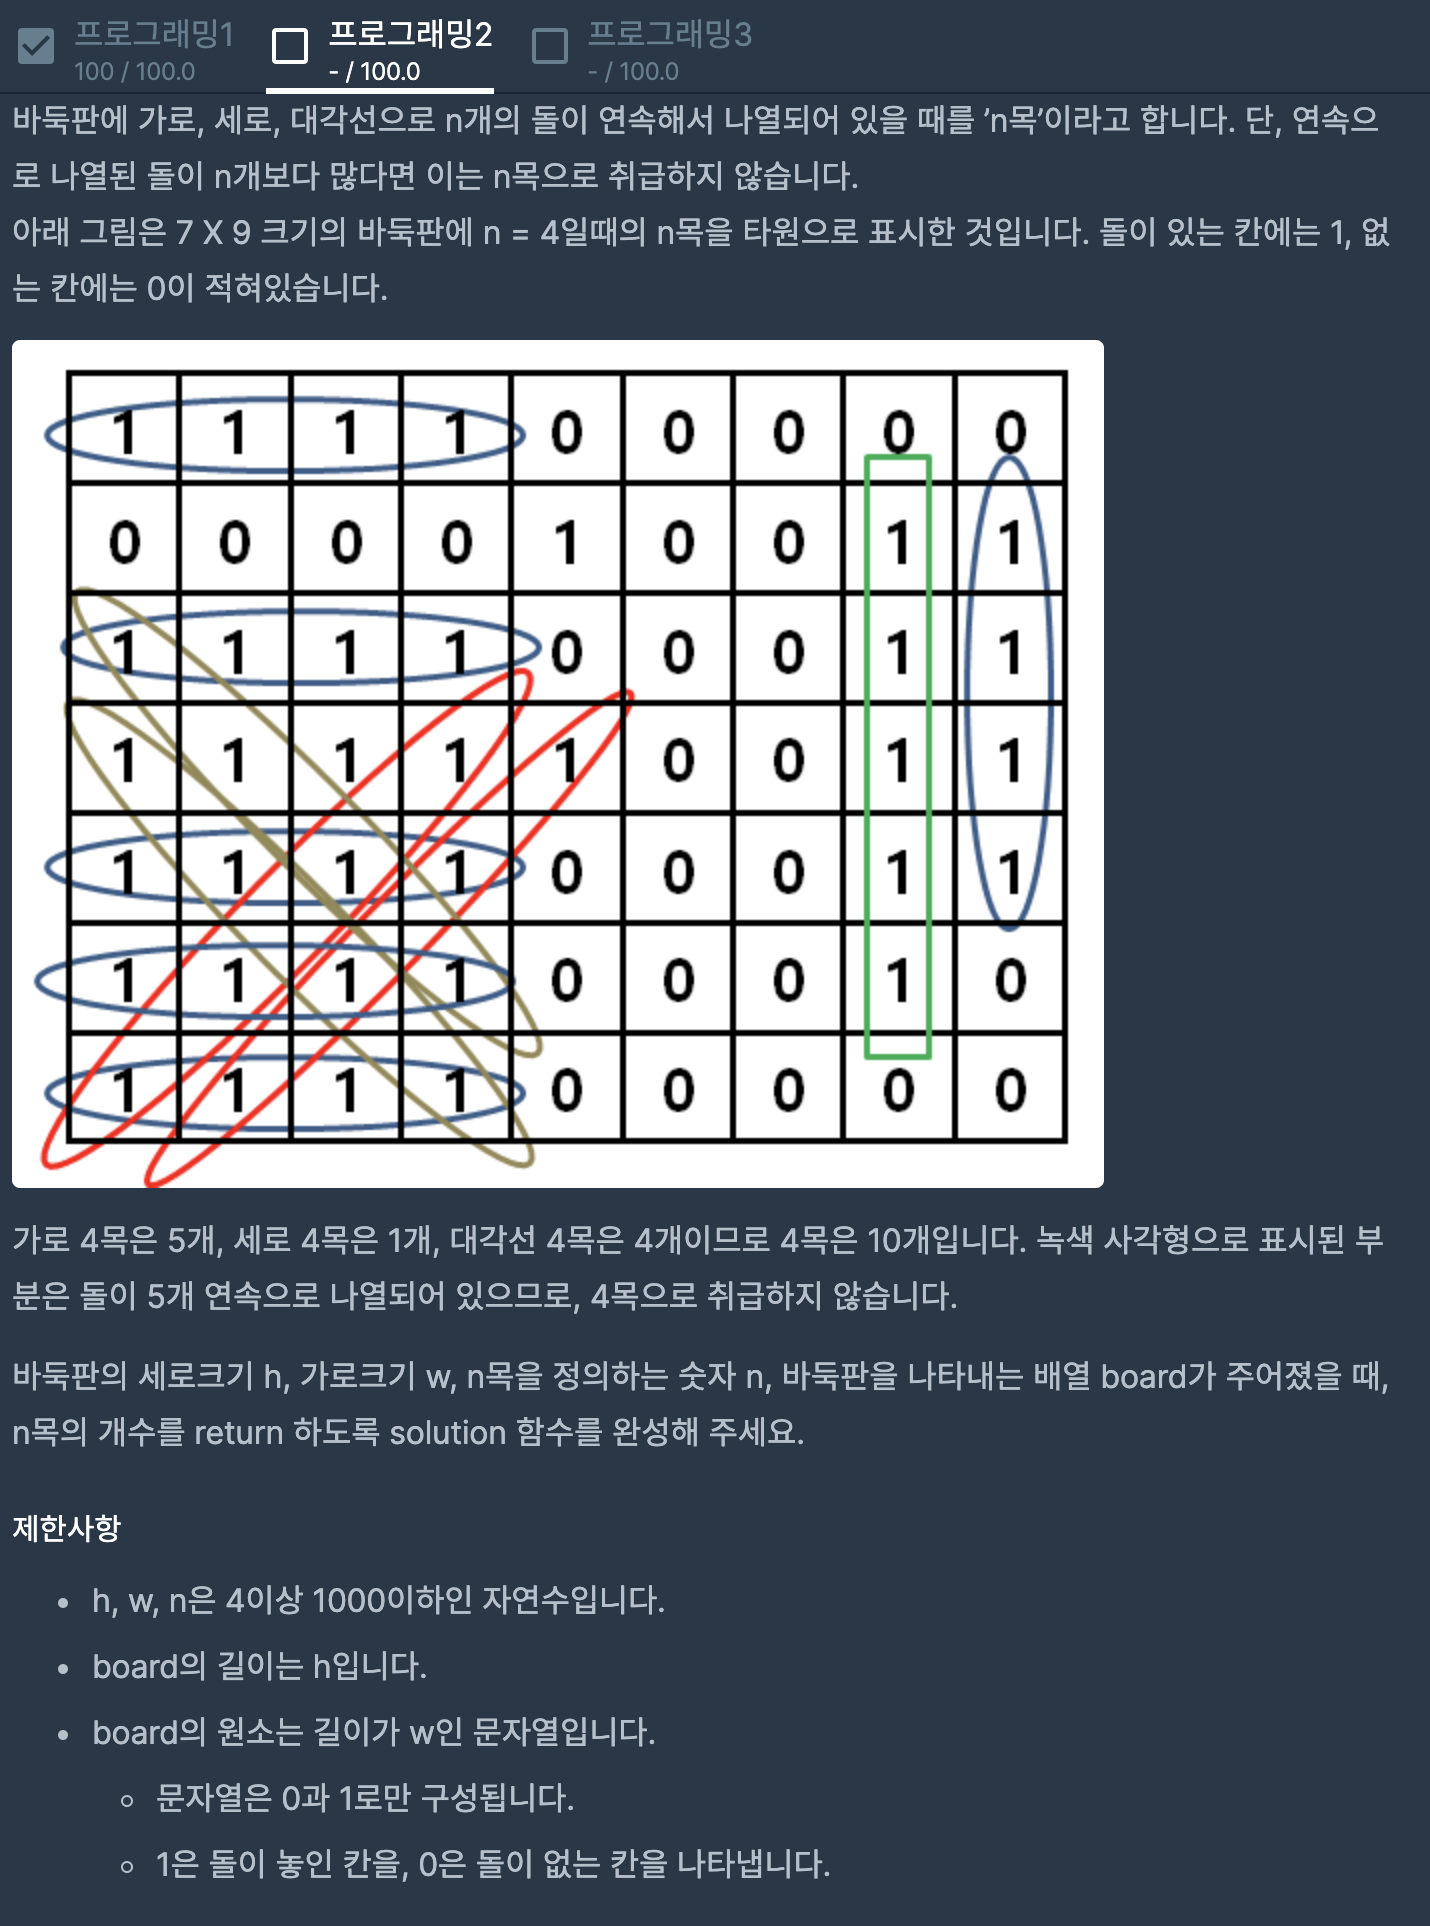 프로그래밍1
100 / 100.0
프로그래밍2
- / 100.0
프로그래밍3
- / 100.0
바둑판에 가로, 세로, 대각선으로 n개의 돌이 연속해서 나열되어 있을 때를 ‘n목’이라고 합니다. 단, 연속으
로 나열된 돌이 n개보다 많다면 이는 n목으로 취급하지 않습니다.
아래 그림은 7 X 9 크기의 바둑판에 n = 4일때의 n목을 타원으로 표시한 것입니다. 돌이 있는 칸에는 1, 없
는 칸에는 0이 적혀있습니다.
1 1 1 1 0 0 0 0 0
0 0 0 0 1 0 0 1 1
1 1 1 1 0 0 0 1 1
1 1 1 1 1 0 0 1 1
1 1 1 1 0 0 0 1 1
1 1 1 1 0 0 0 1 0
1 1 1 1 0 0 0 0 0
가로 4목은 5개, 세로 4목은 1개, 대각선 4목은 4개이므로 4목은 10개입니다. 녹색 사각형으로 표시된 부
분은 돌이 5개 연속으로 나열되어 있으므로, 4목으로 취급하지 않습니다.
바둑판의 세로크기 h, 가로크기 w, n목을 정의하는 숫자 n, 바둑판을 나타내는 배열 board가 주어졌을 때,
n목의 개수를 return 하도록 solution 함수를 완성해 주세요.
제한사항
• h, w, n은 4이상 1000이하인 자연수입니다.
• board의 길이는 h입니다.
• board의 원소는 길이가 w인 문자열입니다.
◦ 문자열은 0과 1로만 구성됩니다.
◦ 1은 돌이 놓인 칸을, 0은 돌이 없는 칸을 나타냅니다.